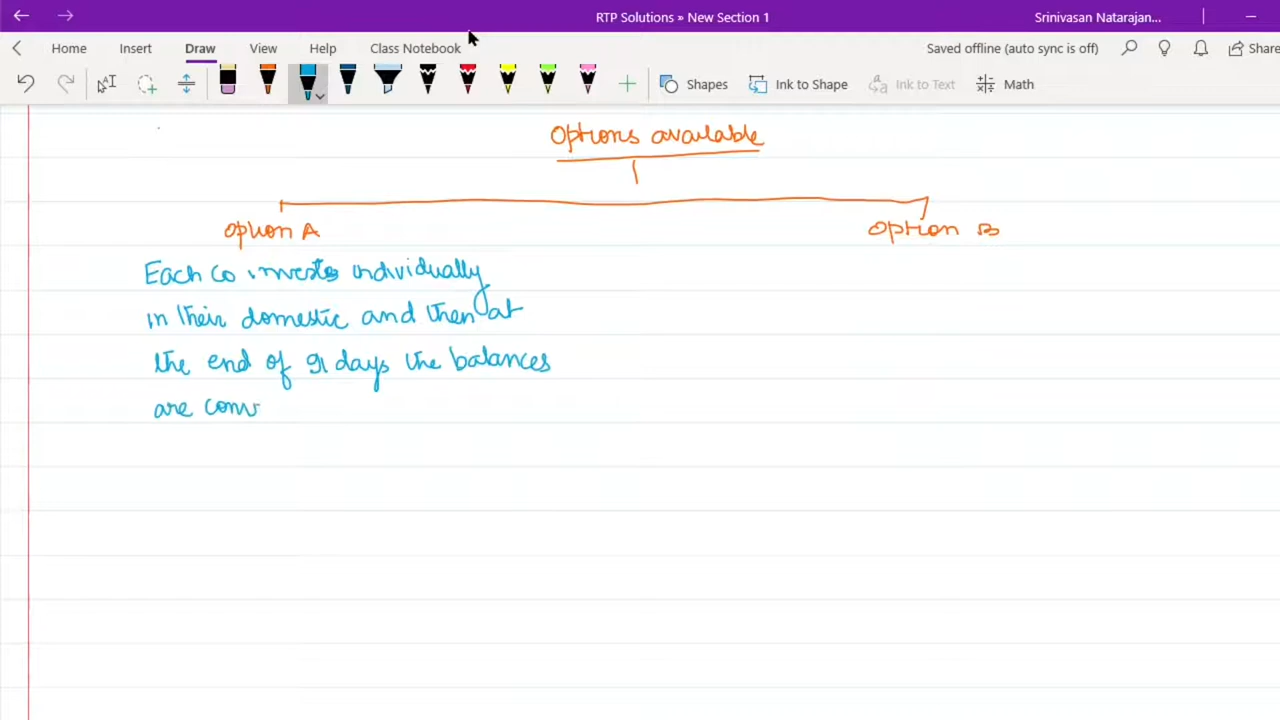 RTP Solutions » New Section 1
Srinivasan Natarajan...
Home Insert Draw View Help Class Notebook
Saved offline (auto sync is off)
Share
Shapes Ink to Shape Ink to Text Math
Options available
Option A
Option B
Each co invests individually
in their domestic and then at
the end of 91 days the balances
are conv